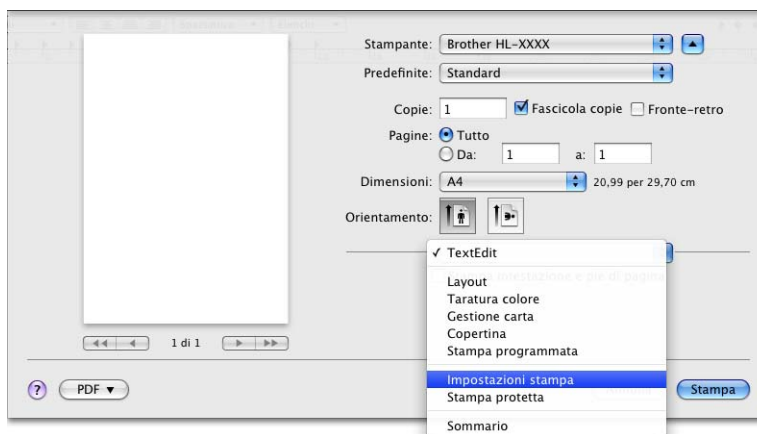 Stampante: Brother HL-XXXX
Predefinite: Standard
Copie: 1 Fascicola copie Fronte-retro
Pagine: Tutto
Da: 1 a: 1
Dimensioni: A4 20,99 per 29,70 cm
Orientamento:
✓ TextEdit
Layout
Taratura colore
Gestione carta
Copertina
Stampa programmata
Impostazioni stampa
Stampa protetta
Sommario
1 di 1
? PDF ▼ Stampa